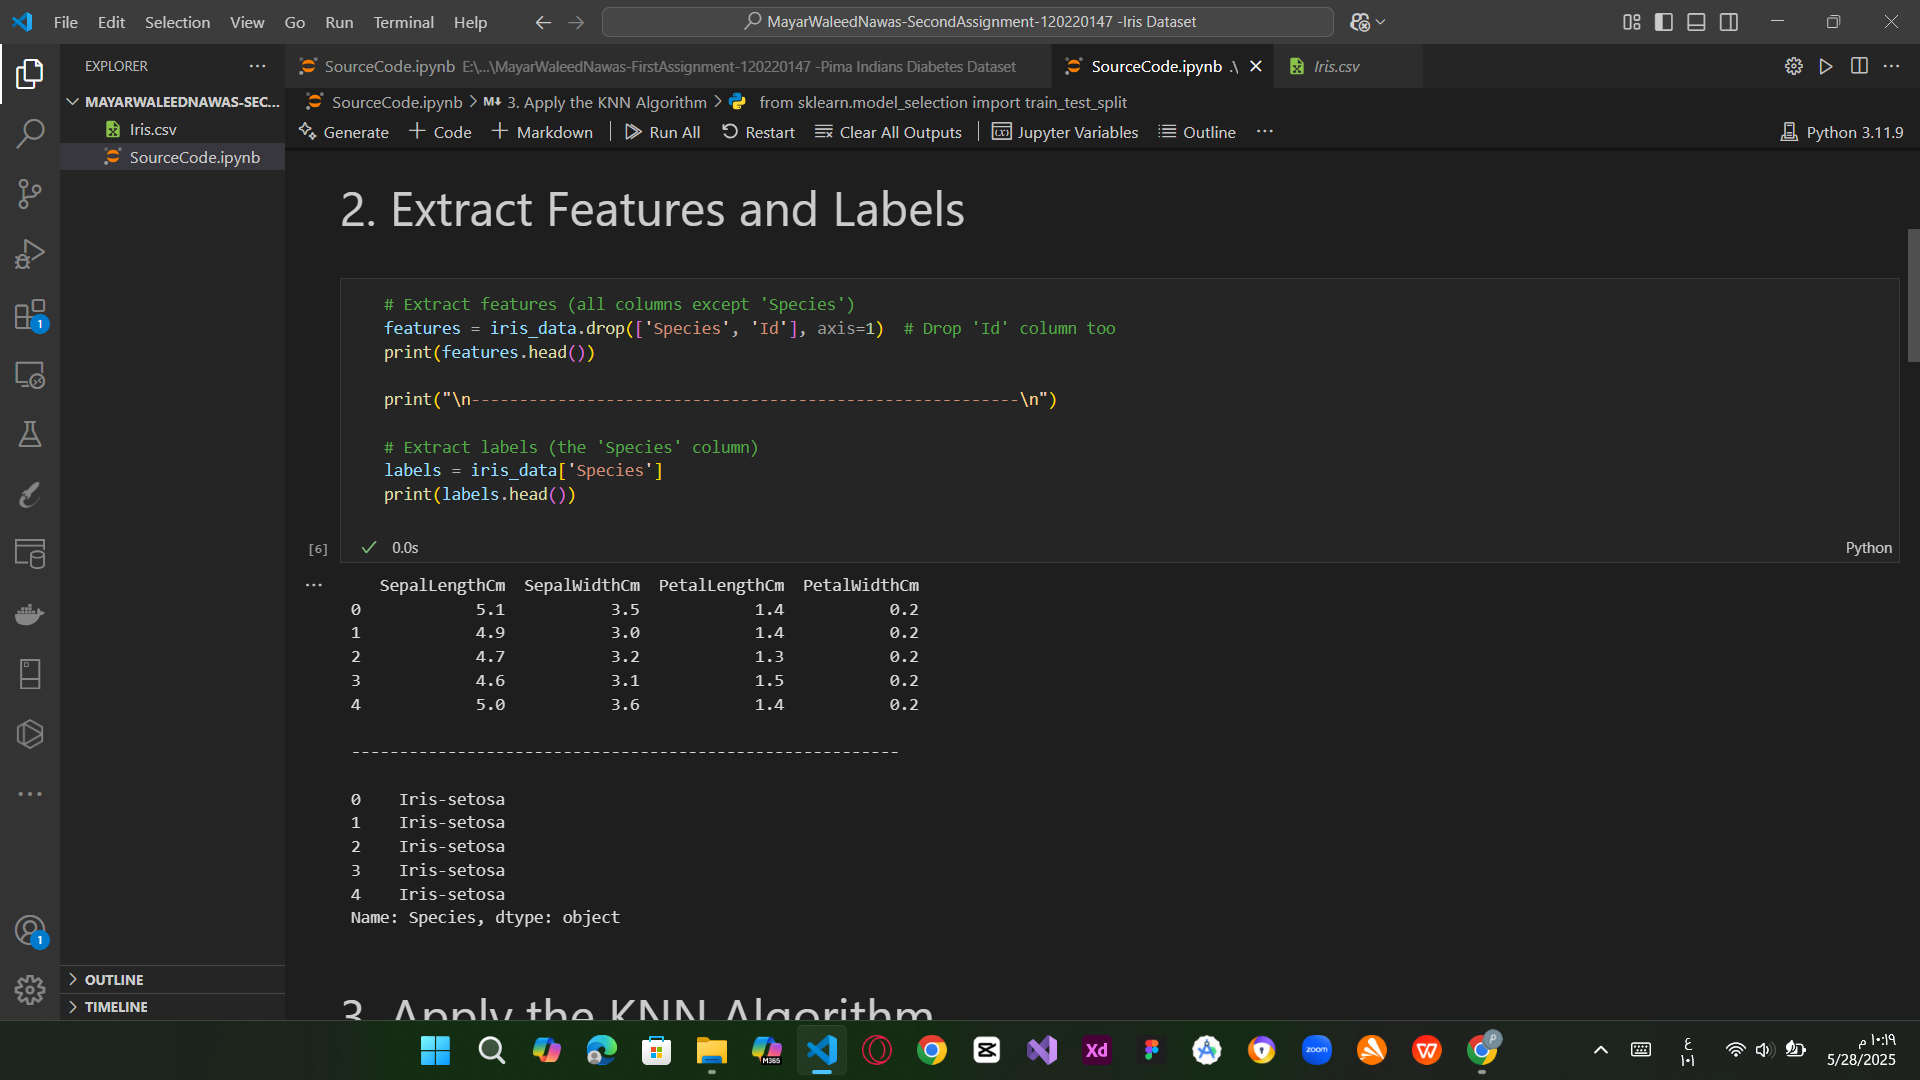 File Edit Selection View Go Run Terminal Help
MayarWaleedNawas-SecondAssignment-120220147 -Iris Dataset
EXPLORER
MAYARWALEEDNAWAS-SEC...
Iris.csv
SourceCode.ipynb
OUTLINE
TIMELINE
1
1
SourceCode.ipynb E:\...\MayarWaleedNawas-FirstAssignment-120220147 -Pima Indians Diabetes Dataset
SourceCode.ipynb .\
Iris.csv
SourceCode.ipynb > M↓ 3. Apply the KNN Algorithm > from sklearn.model_selection import train_test_split
Generate + Code + Markdown Run All Restart Clear All Outputs Jupyter Variables Outline ... Python 3.11.9
2. Extract Features and Labels
# Extract features (all columns except 'Species')
features = iris_data.drop(['Species', 'Id'], axis=1)  # Drop 'Id' column too
print(features.head())
print("\n---------------------------------------------------------\n")
# Extract labels (the 'Species' column)
labels = iris_data['Species']
print(labels.head())
[6] 0.0s Python
SepalLengthCm SepalWidthCm PetalLengthCm PetalWidthCm
0 5.1 3.5 1.4 0.2
1 4.9 3.0 1.4 0.2
2 4.7 3.2 1.3 0.2
3 4.6 3.1 1.5 0.2
4 5.0 3.6 1.4 0.2
---------------------------------------------------------
0 Iris-setosa
1 Iris-setosa
2 Iris-setosa
3 Iris-setosa
4 Iris-setosa
Name: Species, dtype: object
3. Apply the KNN Algorithm
M365
Xd
zoom
P
ع
١٠١
١٠:١٩ م
5/28/2025